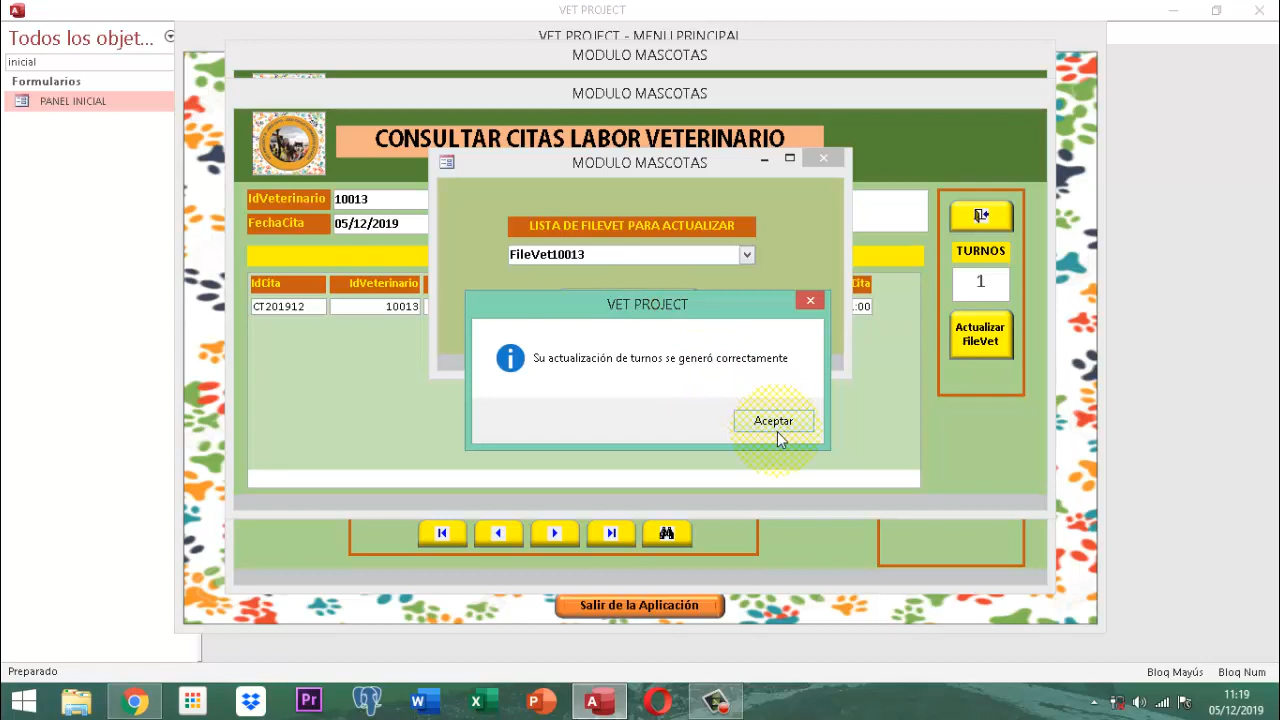 VET PROJECT
Todos los objet...
inicial
Formularios
PANEL INICIAL
VET PROJECT - MENU PRINCIPAL
MODULO MASCOTAS
MODULO MASCOTAS
CONSULTAR CITAS LABOR VETERINARIO
IdVeterinario 10013
FechaCita 05/12/2019
TURNOS
1
Actualizar
FileVet
IdCita IdVeterinario
CT201912 10013 :00
MODULO MASCOTAS
LISTA DE FILEVET PARA ACTUALIZAR
FileVet10013
VET PROJECT
Su actualización de turnos se generó correctamente
Aceptar
Salir de la Aplicación
Preparado
Bloq Mayús Bloq Num
11:19
05/12/2019